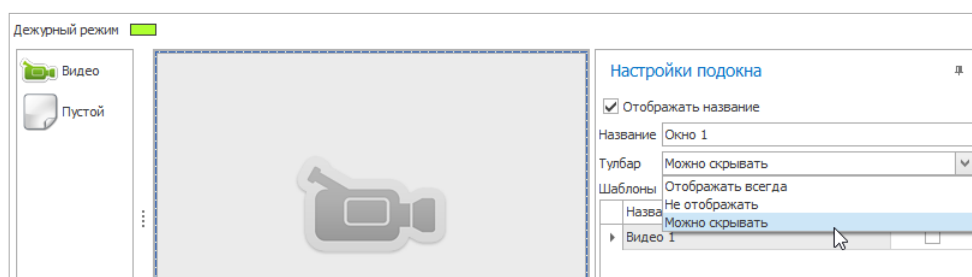 Дежурный режим
Видео
Пустой
Настройки подокна
Отображать название
Название Окно 1
Тулбар Можно скрывать
Шаблоны Отображать всегда
Не отображать
Можно скрывать
Видео 1